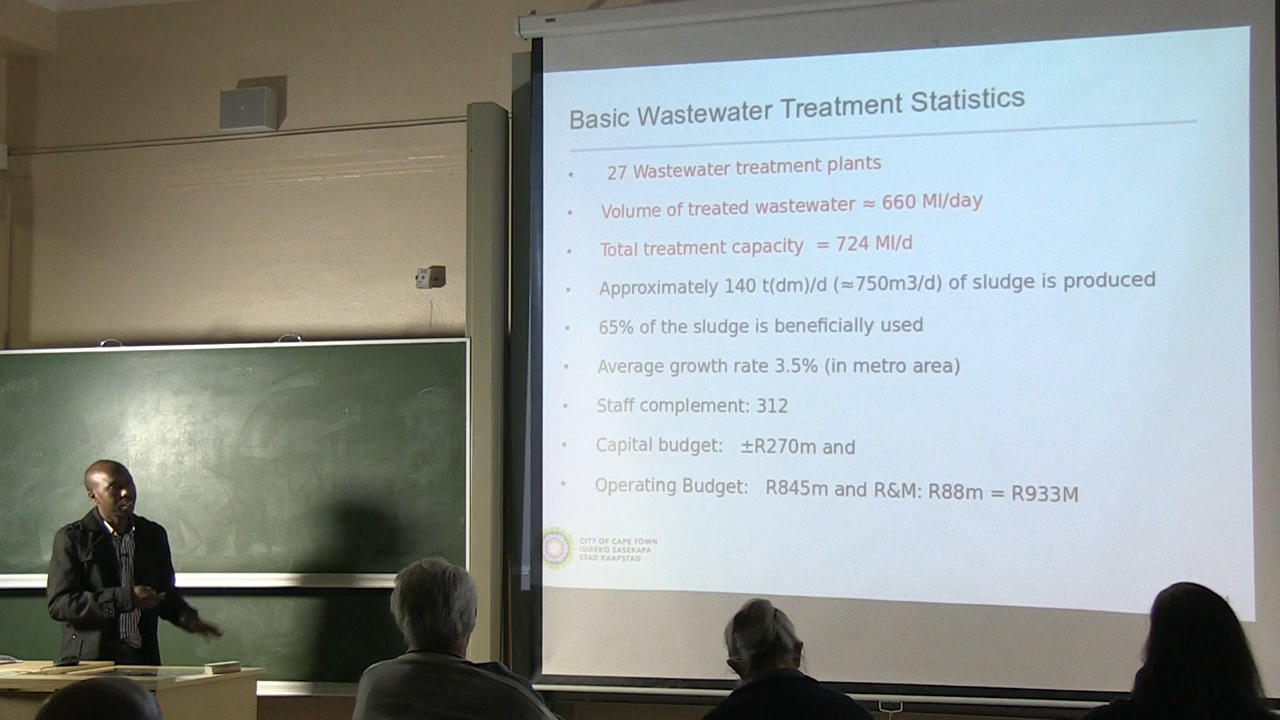 Basic Wastewater Treatment Statistics
• 27 Wastewater treatment plants
• Volume of treated wastewater ≈ 660 Ml/day
• Total treatment capacity = 724 Ml/d
• Approximately 140 t(dm)/d (≈750m3/d) of sludge is produced
• 65% of the sludge is beneficially used
• Average growth rate 3.5% (in metro area)
• Staff complement: 312
• Capital budget: ±R270m and
• Operating Budget: R845m and R&M: R88m = R933M
CITY OF CAPE TOWN
ISIXEKO SASEKAPA
STAD KAAPSTAD